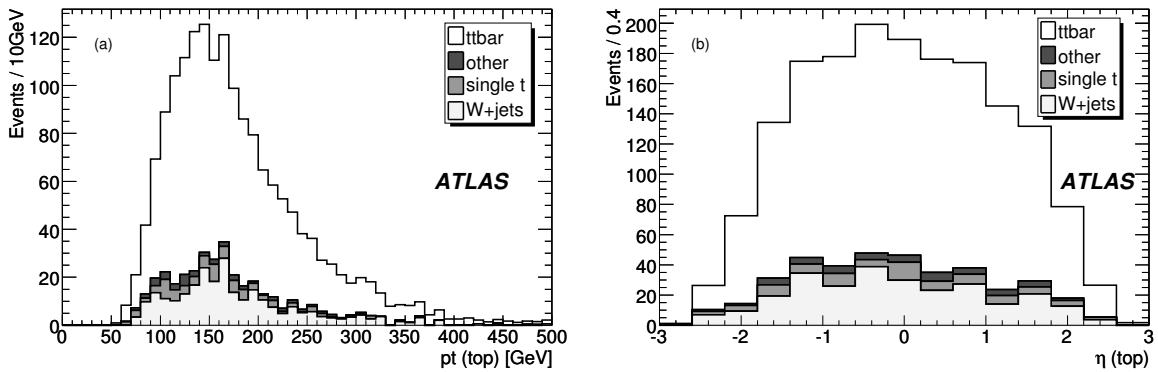 (a)
ttbar
other
single t
W+jets
ATLAS
Events / 10GeV
120
100
80
60
40
20
0
0 50 100 150 200 250 300 350 400 450 500
pt (top) [GeV]
(b)
ttbar
other
single t
W+jets
ATLAS
Events / 0.4
200
180
160
140
120
100
80
60
40
20
0
-3 -2 -1 0 1 2 3
η (top)